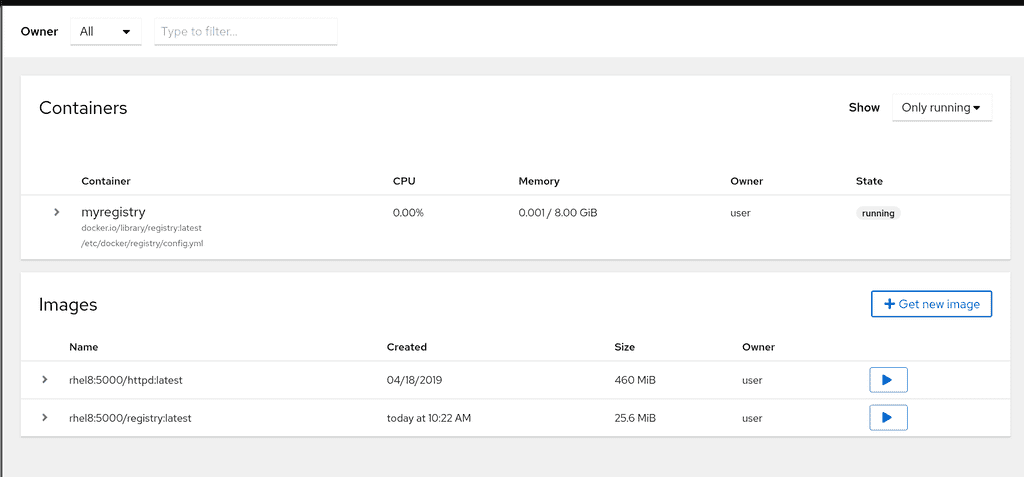 Owner All Type to filter...
Containers Show Only running
Container CPU Memory Owner State
myregistry 0.00% 0.001 / 8.00 GiB user running
docker.io/library/registry:latest
/etc/docker/registry/config.yml
Images Get new image
Name Created Size Owner
rhel8:5000/httpd:latest 04/18/2019 460 MiB user
rhel8:5000/registry:latest today at 10:22 AM 25.6 MiB user